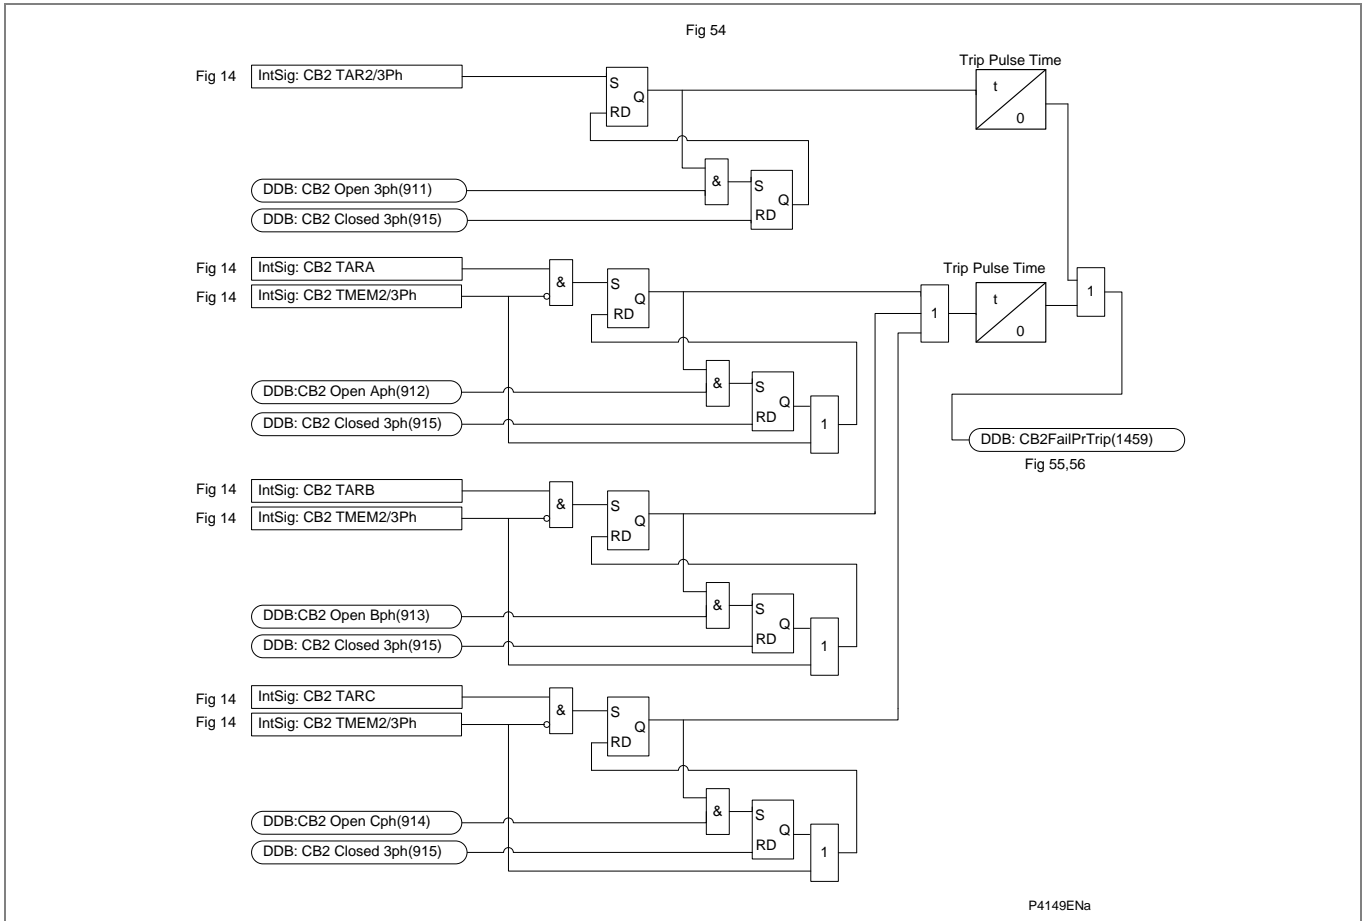 Fig 54
Trip Pulse Time
Fig 14 IntSig: CB2 TAR2/3Ph
S
Q
RD
t
0
DDB: CB2 Open 3ph(911)
&
S
Q
RD
DDB: CB2 Closed 3ph(915)
Fig 14 IntSig: CB2 TARA
Fig 14 IntSig: CB2 TMEM2/3Ph
&
S
Q
RD
Trip Pulse Time
1
t
0
1
DDB:CB2 Open Aph(912)
&
S
Q
RD
DDB: CB2 Closed 3ph(915)
1
DDB: CB2FailPrTrip(1459)
Fig 55,56
Fig 14 IntSig: CB2 TARB
Fig 14 IntSig: CB2 TMEM2/3Ph
&
S
Q
RD
DDB:CB2 Open Bph(913)
&
S
Q
RD
DDB: CB2 Closed 3ph(915)
1
Fig 14 IntSig: CB2 TARC
Fig 14 IntSig: CB2 TMEM2/3Ph
&
S
Q
RD
DDB:CB2 Open Cph(914)
&
S
Q
RD
DDB: CB2 Closed 3ph(915)
1
P4149ENa